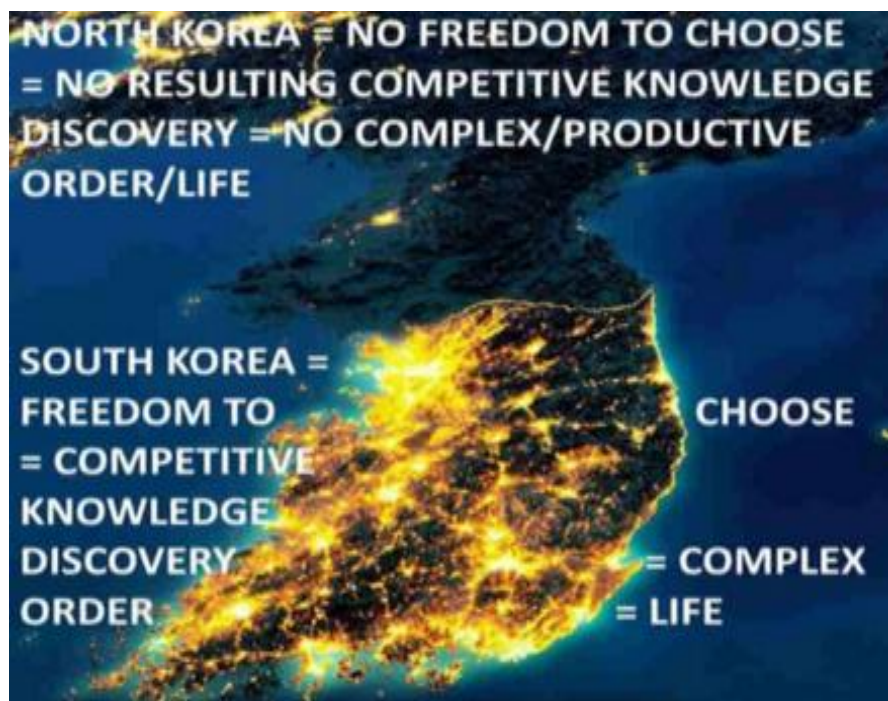 NORTH KOREA = NO FREEDOM TO CHOOSE
= NO RESULTING COMPETITIVE KNOWLEDGE
DISCOVERY = NO COMPLEX/PRODUCTIVE
ORDER/LIFE
SOUTH KOREA =
FREEDOM TO CHOOSE
= COMPETITIVE
KNOWLEDGE
DISCOVERY = COMPLEX
ORDER = LIFE